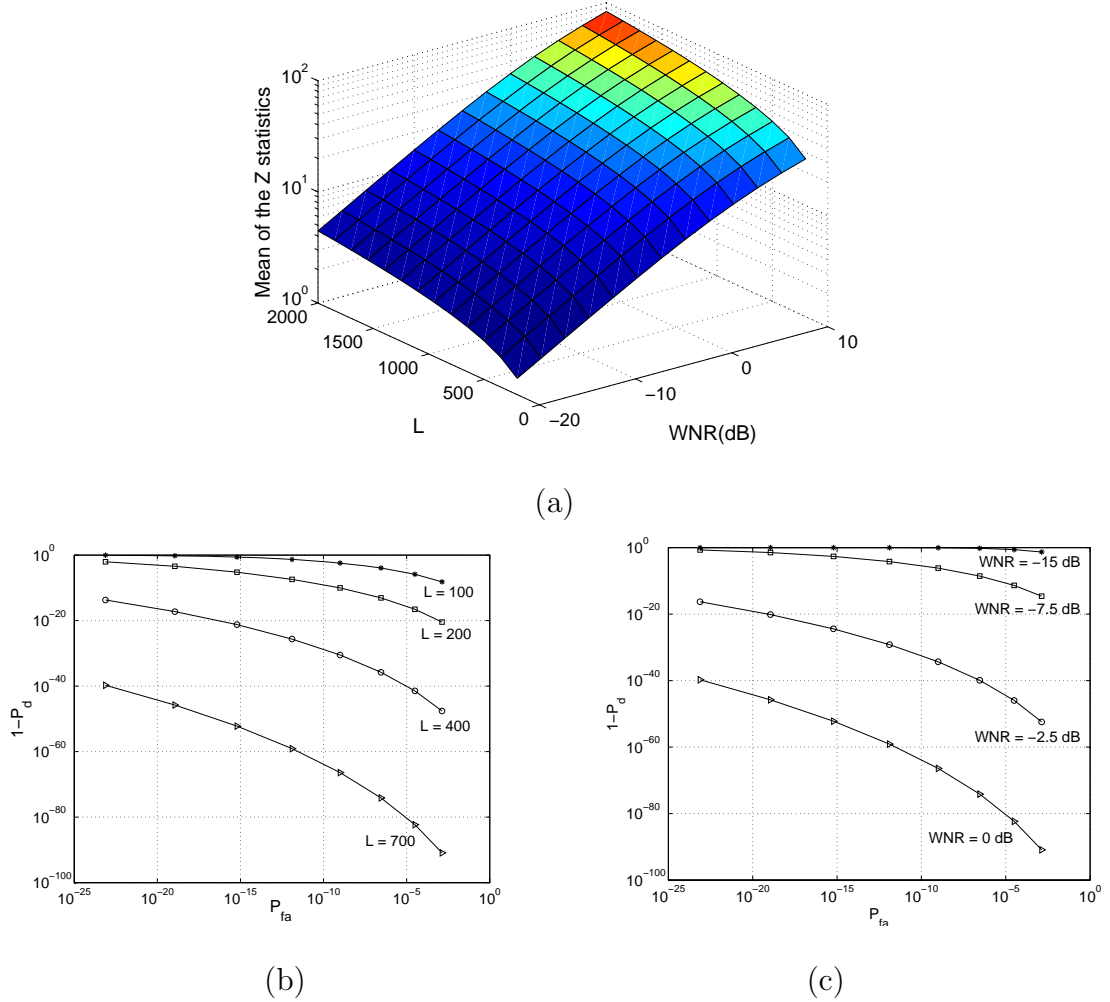 10^2
10^1
10^0
Mean of the Z statistics
2000
1500
1000
500
0
L
−20
−10
0
10
WNR(dB)
(a)
10^0
10^−20
10^−40
10^−60
10^−80
10^−100
1−P_d
L = 100
L = 200
L = 400
L = 700
10^−25
10^−20
10^−15
10^−10
10^−5
10^0
P_fa
(b)
10^0
10^−20
10^−40
10^−60
10^−80
10^−100
1−P_d
WNR = −15 dB
WNR = −7.5 dB
WNR = −2.5 dB
WNR = 0 dB
10^−25
10^−20
10^−15
10^−10
10^−5
10^0
P_fa
(c)